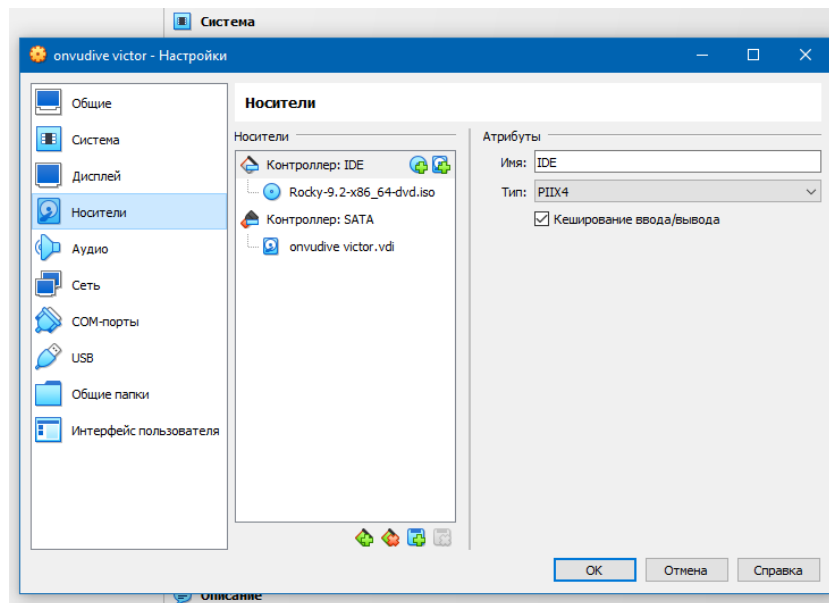 Система
onvudive victor - Настройки
Общие
Система
Дисплей
Носители
Аудио
Сеть
COM-порты
USB
Общие папки
Интерфейс пользователя
Носители
Носители
Контроллер: IDE
Rocky-9.2-x86_64-dvd.iso
Контроллер: SATA
onvudive victor.vdi
Атрибуты
Имя: IDE
Тип: PIIX4
Кеширование ввода/вывода
OK Отмена Справка
Описание